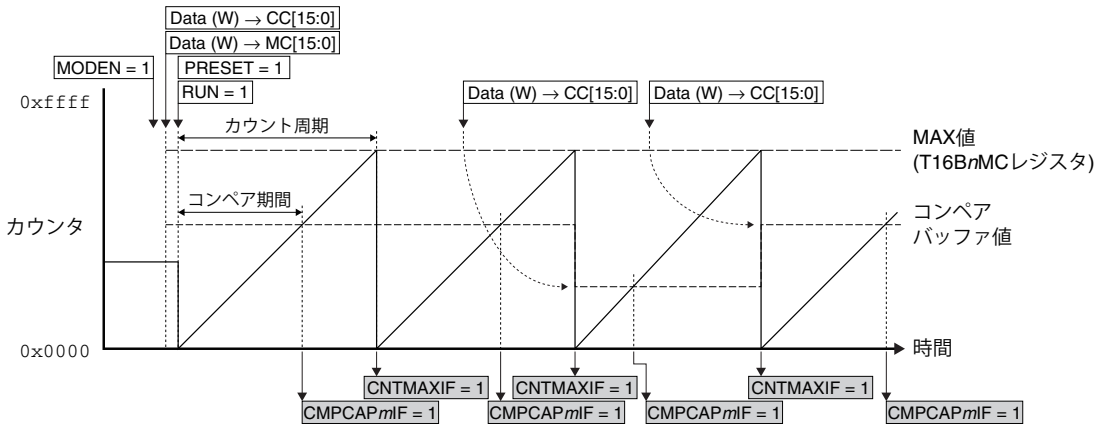 Data (W) → CC[15:0]
Data (W) → MC[15:0]
MODEN = 1
PRESET = 1
RUN = 1
Data (W) → CC[15:0]
Data (W) → CC[15:0]
0xffff
カウント周期
MAX値
(T16BnMCレジスタ)
コンペア期間
カウンタ
コンペア
バッファ値
0x0000
時間
CNTMAXIF = 1
CNTMAXIF = 1
CNTMAXIF = 1
CMPCAPmIF = 1
CMPCAPmIF = 1
CMPCAPmIF = 1
CMPCAPmIF = 1